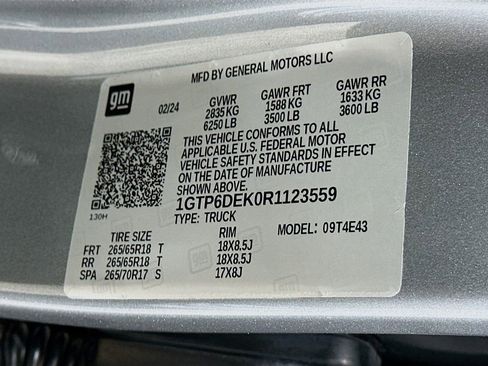 MFD BY GENERAL MOTORS LLC
gm
02/24
GVWR GAWR FRT GAWR RR
2835 KG 1588 KG 1633 KG
6250 LB 3500 LB 3600 LB
THIS VEHICLE CONFORMS TO ALL
APPLICABLE U.S. FEDERAL MOTOR
VEHICLE SAFETY STANDARDS IN EFFECT
ON THE DATE OF MANUFACTURE
SHOWN ABOVE.
1GTP6DEK0R1123559
130H
TYPE: TRUCK
TIRE SIZE RIM MODEL: 09T4E43
FRT 265/65R18 T 18X8.5J
RR 265/65R18 T 18X8.5J
SPA 265/70R17 S 17X8J